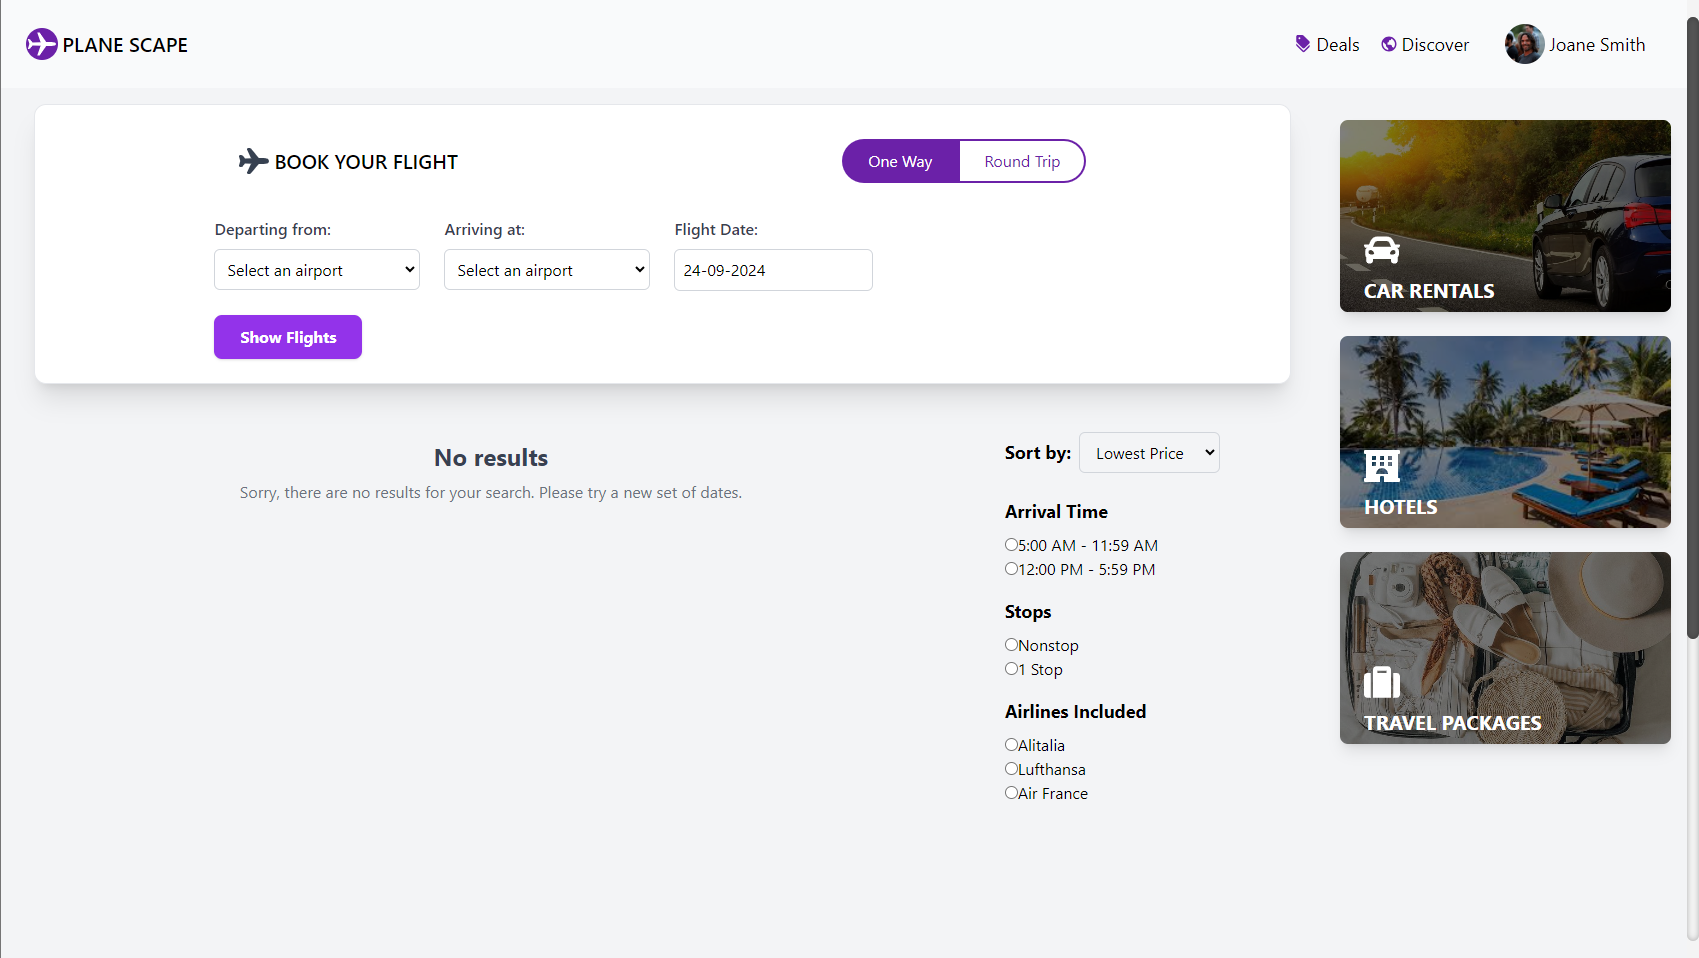 PLANE SCAPE
Deals
Discover
Joane Smith
BOOK YOUR FLIGHT
One Way
Round Trip
Departing from:
Arriving at:
Flight Date:
Select an airport
Select an airport
24-09-2024
Show Flights
No results
Sorry, there are no results for your search. Please try a new set of dates.
Sort by:
Lowest Price
Arrival Time
5:00 AM - 11:59 AM
12:00 PM - 5:59 PM
Stops
Nonstop
1 Stop
Airlines Included
Alitalia
Lufthansa
Air France
CAR RENTALS
HOTELS
TRAVEL PACKAGES